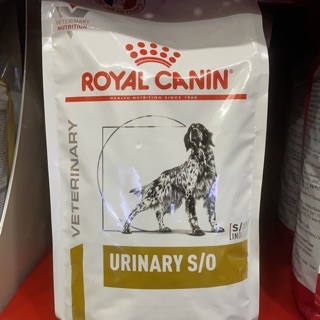 VETERINARY
NUTRITION
ROYAL CANIN
HEALTH NUTRITION SINCE 1968
VETERINARY
URINARY S/O